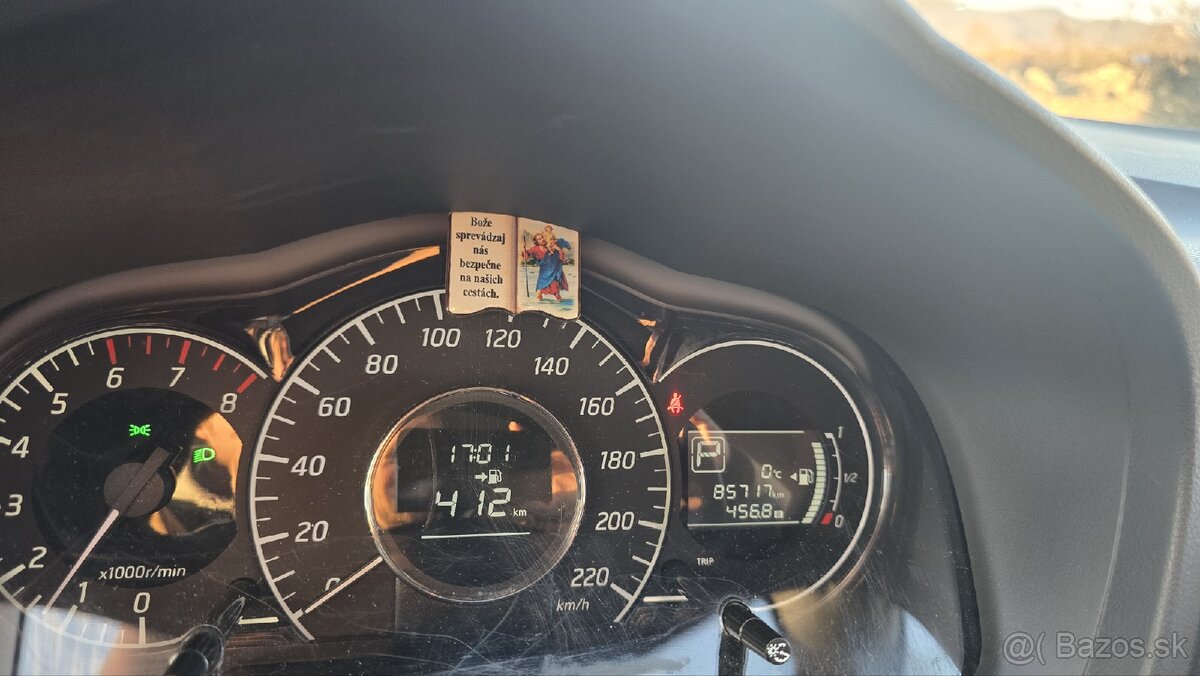 Bože
sprevádzaj
nás
bezpečne
na našich
cestách.
0
1
2
3
4
5
6
7
8
x1000r/min
0
20
40
60
80
100
120
140
160
180
200
220
km/h
17:01
412 km
P
0°C
85717 km
456.8 B
1
1/2
0
TRIP
@( Bazos.sk